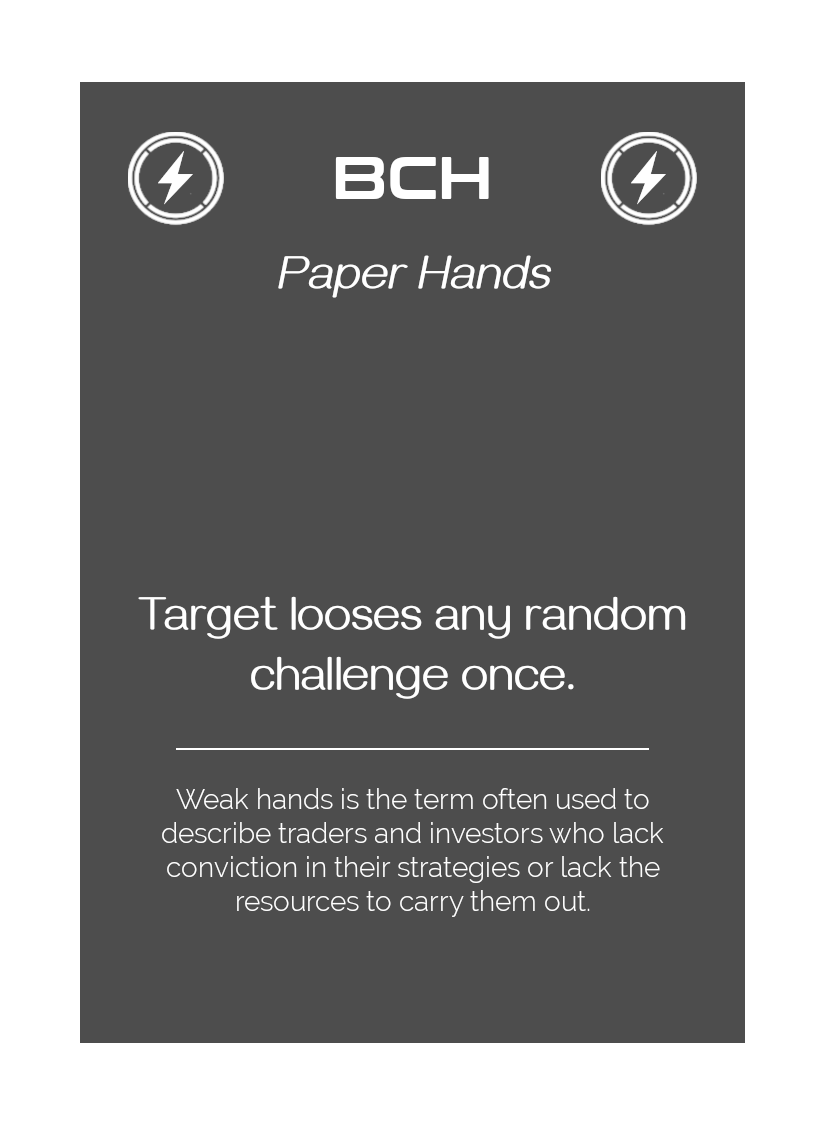 BCH
Paper Hands
Target looses any random
challenge once.
Weak hands is the term often used to
describe traders and investors who lack
conviction in their strategies or lack the
resources to carry them out.